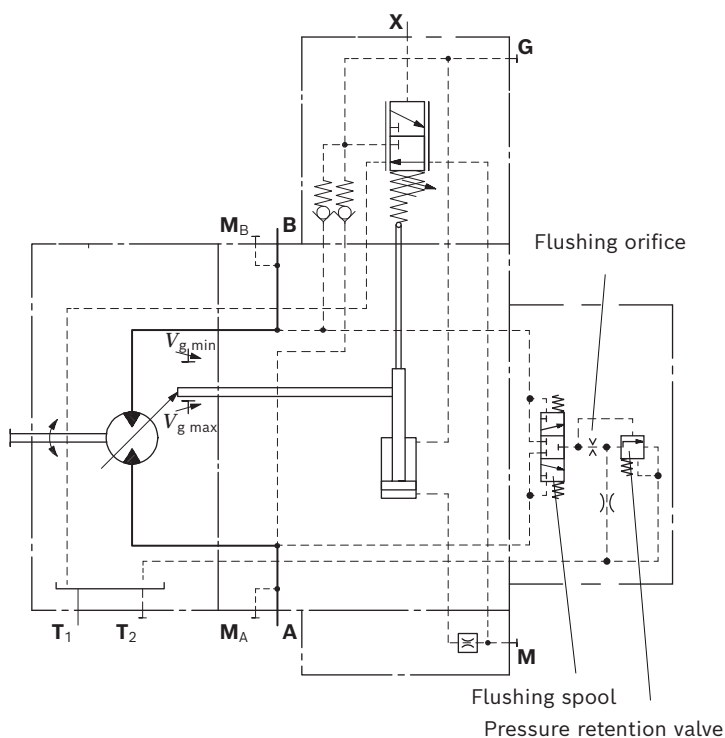 X
G
M_B
B
Flushing orifice
V_g min
V_g max
T_1
T_2
M_A
A
M
Flushing spool
Pressure retention valve